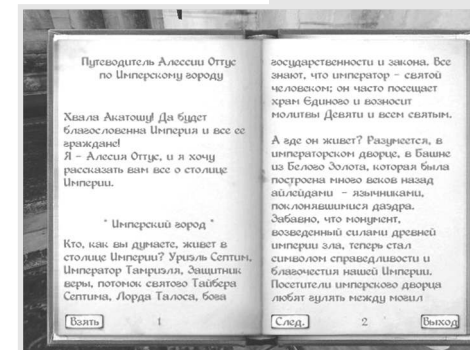 Путеводитель Алессии Оттус
по Имперскому городу
Хвала Акатошу! Да будет
благословенна Империя и все ее
граждане!
Я – Алесия Оттус, и я хочу
рассказать вам все о столице
Империи.
* Имперский город *
Кто, как вы думаете, живет в
столице Империи? Уриэль Септим,
Император Тамриэля, Защитник
веры, потомок святого Тайбера
Септима, Лорда Талоса, бога
Взять
1
государственности и закона. Все
знают, что император – святой
человеком; он часто посещает
храм Единого и возносит
молитвы Девяти и всем святым.
А где он живет? Разумеется, в
императорском дворце, в Башне
из Белого Золота, которая была
построена много веков назад
айлейдами – язычниками,
поклонявшимися даэдра.
Забавно, что монумент,
возведенный силами древней
империи зла, теперь стал
символом справедливости и
благочестия нашей Империи.
Посетители имперского дворца
любят гулять между могил
След.
2
Выход